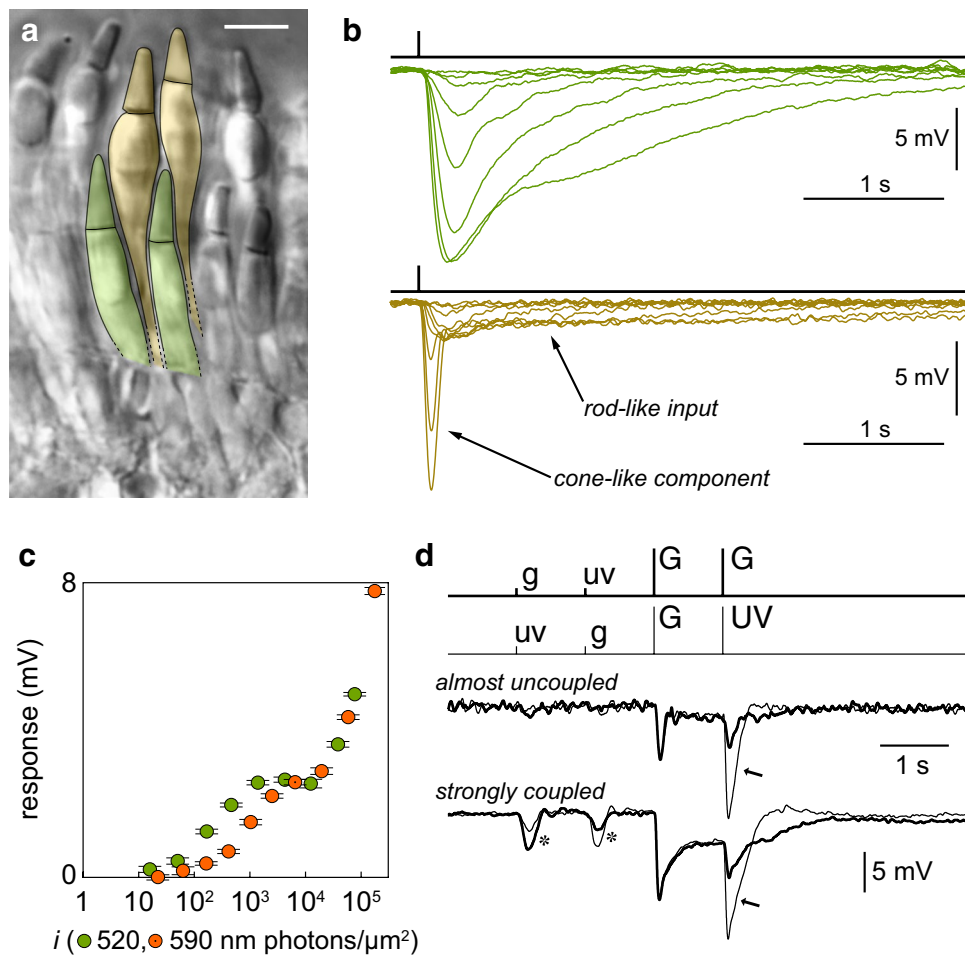 a
b
5 mV
1 s
5 mV
rod-like input
1 s
cone-like component
c
8
response (mV)
0
1 10 10² 10³ 10⁴ 10⁵
i ( 520, 590 nm photons/µm²)
d
g uv G G
uv g G UV
almost uncoupled
1 s
strongly coupled
* *
5 mV